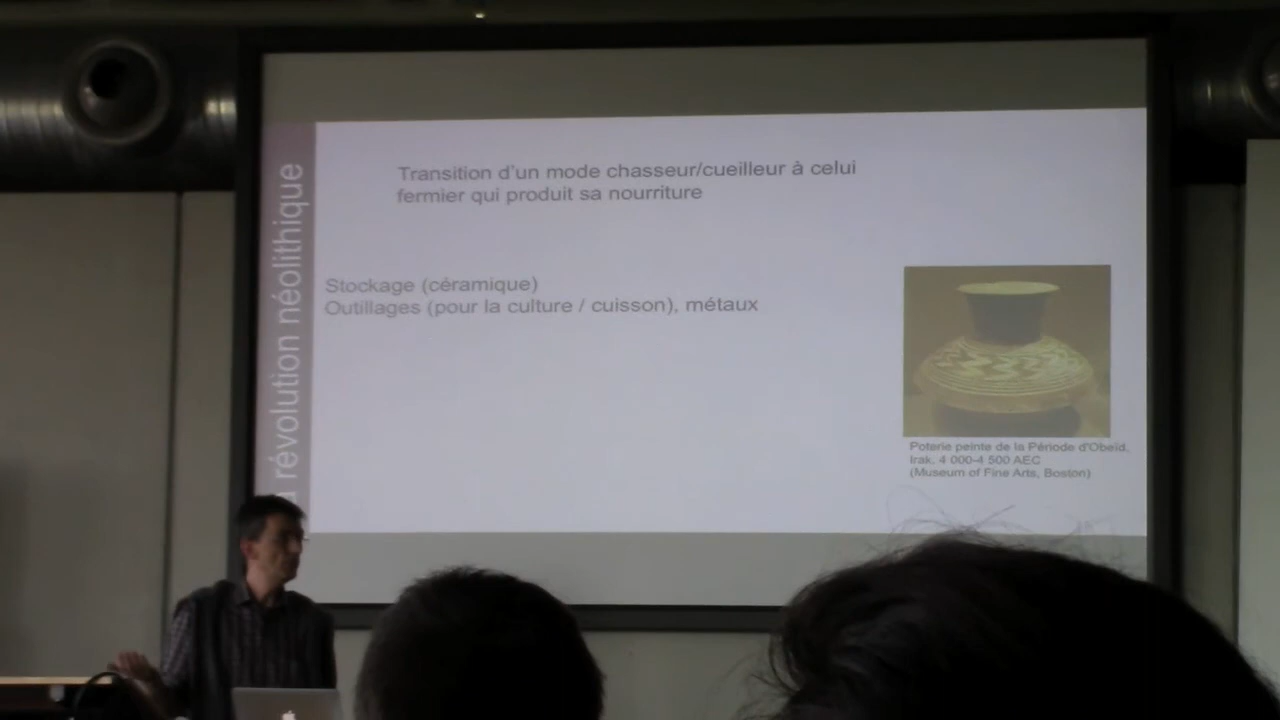 révolution néolithique
Transition d'un mode chasseur/cueilleur à celui
fermier qui produit sa nourriture
Stockage (céramique)
Outillages (pour la culture / cuisson), métaux
Poterie peinte de la Période d'Obeïd.
Irak. 4 000-4 500 AEC
(Museum of Fine Arts, Boston)